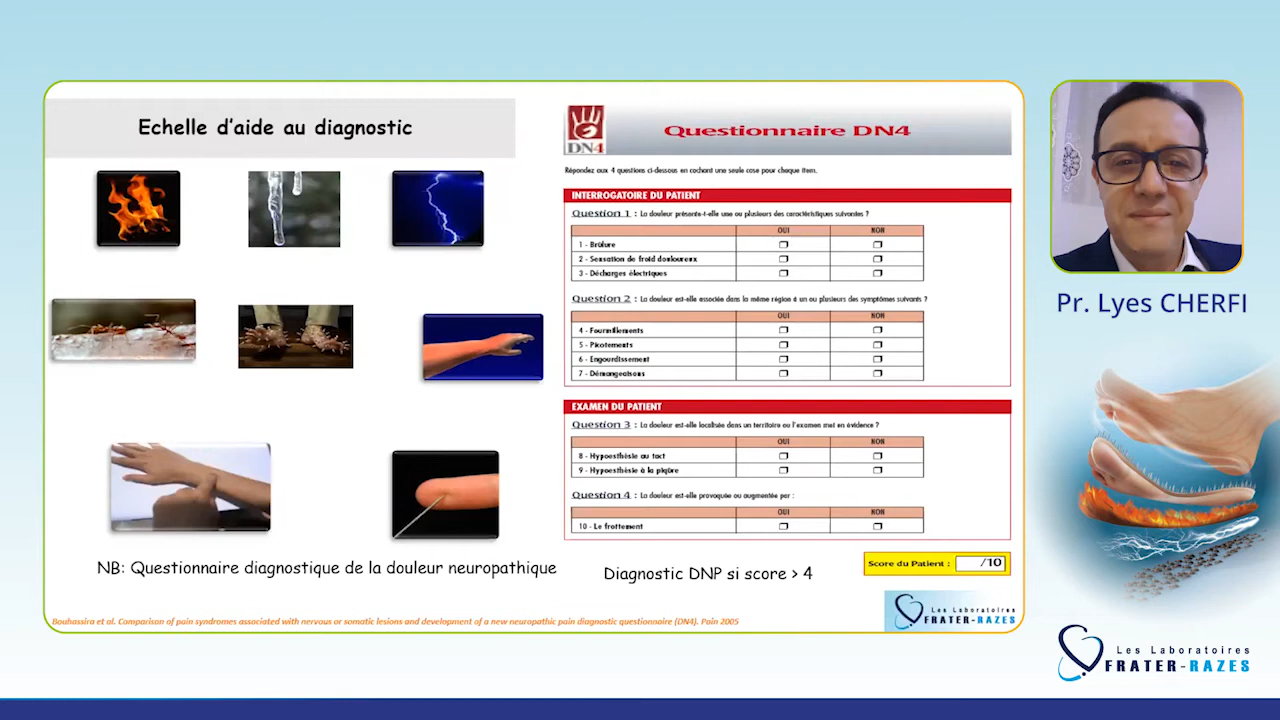 Echelle d'aide au diagnostic
NB: Questionnaire diagnostique de la douleur neuropathique
DN4
Questionnaire DN4
Répondez aux 4 questions ci-dessous en cochant une seule case pour chaque item.
INTERROGATOIRE DU PATIENT
Question 1 : La douleur présente-t-elle une ou plusieurs des caractéristiques suivantes ?
OUI NON
1 - Brûlure
2 - Sensation de froid douloureux
3 - Décharges électriques
Question 2 : La douleur est-elle associée dans la même région à un ou plusieurs des symptômes suivants ?
OUI NON
4 - Fourmillements
5 - Picotements
6 - Engourdissement
7 - Démangeaisons
EXAMEN DU PATIENT
Question 3 : La douleur est-elle localisée dans un territoire ou l'examen met en évidence ?
OUI NON
8 - Hypoesthésie au tact
9 - Hypoesthésie à la piqûre
Question 4 : La douleur est-elle provoquée ou augmentée par :
OUI NON
10 - Le frottement
Score du Patient : /10
Diagnostic DNP si score > 4
Bouhassira et al. Comparison of pain syndromes associated with nervous or somatic lesions and development of a new neuropathic pain diagnostic questionnaire (DN4). Pain 2005
Les Laboratoires
FRATER-RAZES
Pr. Lyes CHERFI
Les Laboratoires
FRATER-RAZES